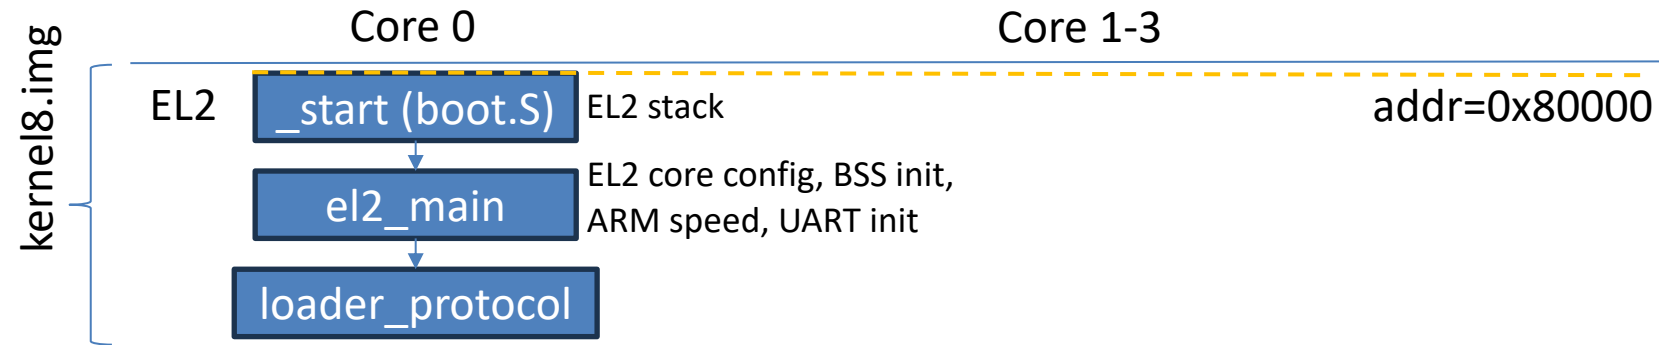 Core 0
Core 1-3
kernel8.img
EL2
_start (boot.S)
EL2 stack
addr=0x80000
el2_main
EL2 core config, BSS init,
ARM speed, UART init
loader_protocol